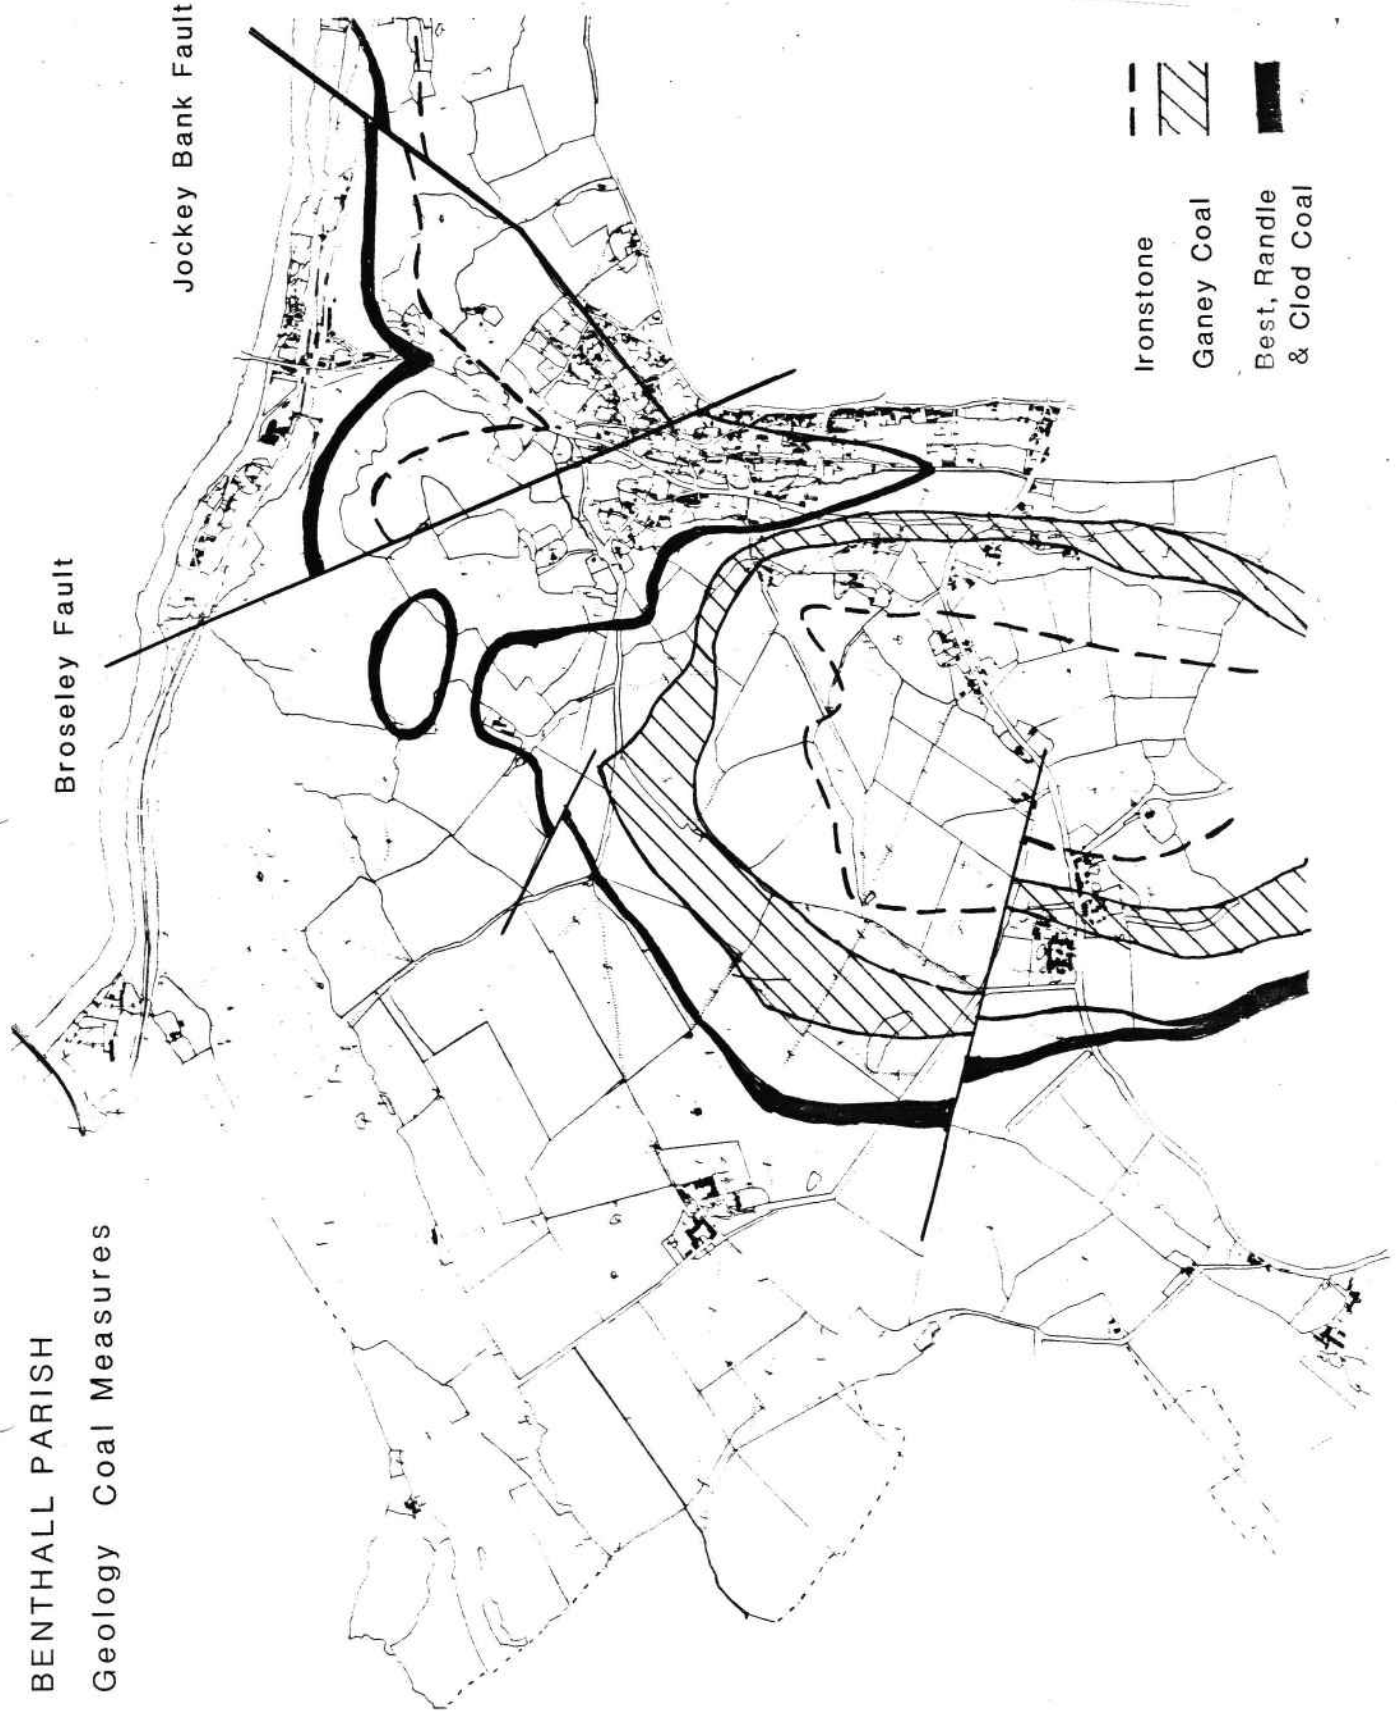 BENTHALL PARISH
Geology Coal Measures
Broseley Fault
Jockey Bank Fault
Ironstone
Ganey Coal
Best, Randle
& Clod Coal